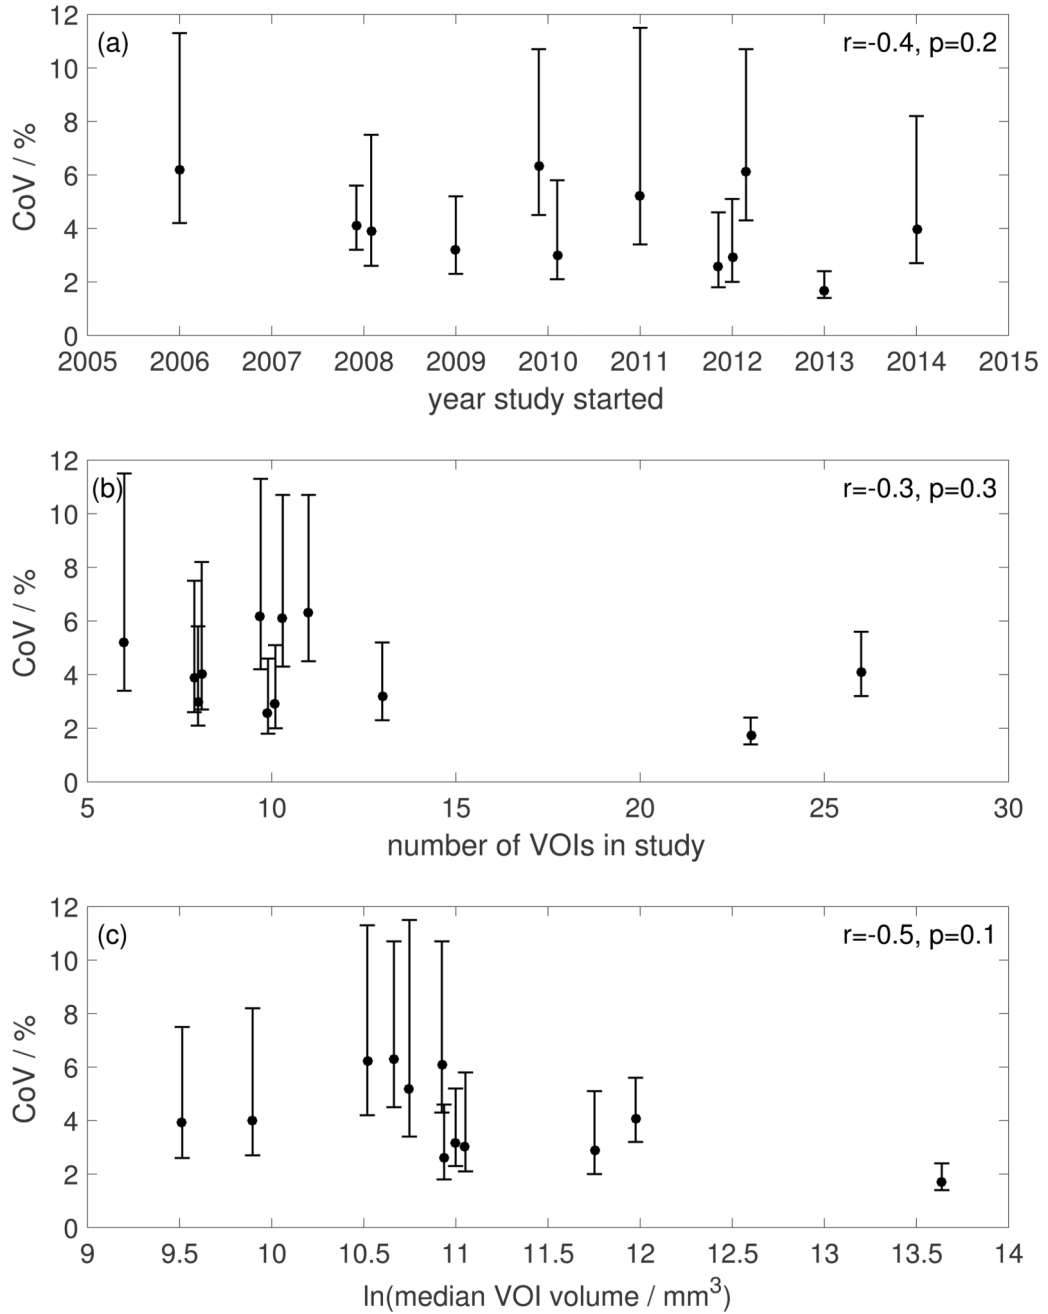 12
(a)
r=-0.4, p=0.2
10
8
6
4
2
0
CoV / %
2005 2006 2007 2008 2009 2010 2011 2012 2013 2014 2015
year study started
12
(b)
r=-0.3, p=0.3
10
8
6
4
2
0
CoV / %
5 10 15 20 25 30
number of VOIs in study
12
(c)
r=-0.5, p=0.1
10
8
6
4
2
0
CoV / %
9 9.5 10 10.5 11 11.5 12 12.5 13 13.5 14
ln(median VOI volume / mm³)